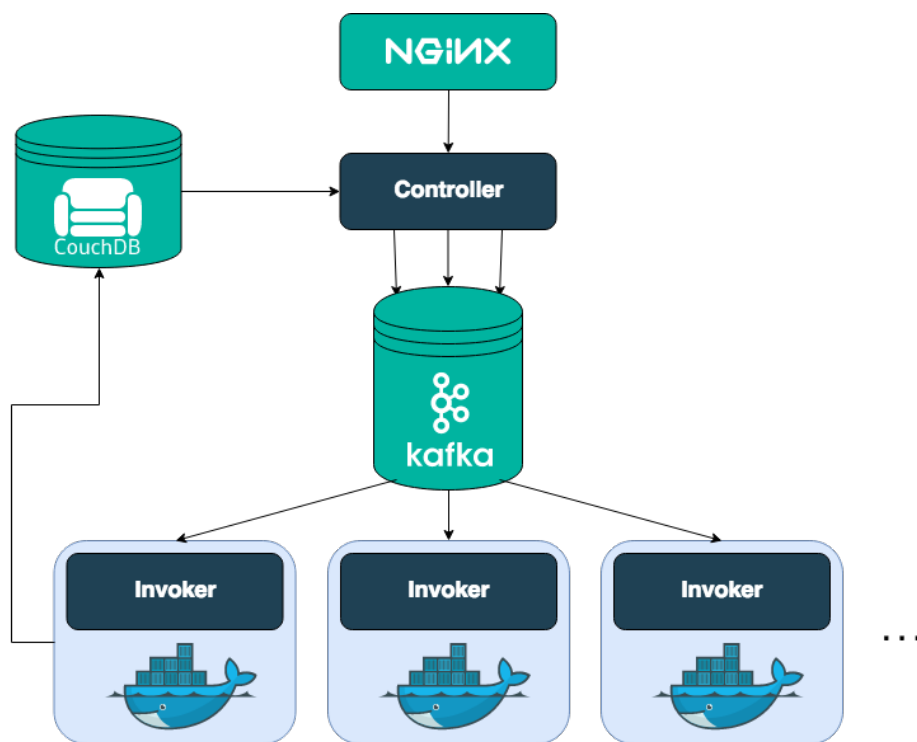 NGiNX
CouchDB
Controller
kafka
Invoker
Invoker
Invoker
...